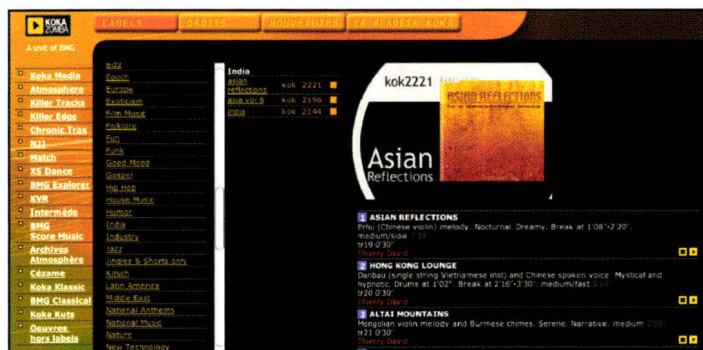 KOKA
ZOMBA
A unit of BMG
LABELS
DROITS
NOUVEAUTES
LA PLANETE KOKA
Koka Media
Atmosphere
Killer Tracks
Killer Edge
Chronic Trax
NJJ
Match
XS Dance
BMG Explorer
KVR
Intermède
BMG
Score Music
Archives
Atmosphère
Cézame
Koka Klassic
BMG Classical
Koka Kuts
Oeuvres
hors labels
Bizz
Epoch
Europe
Exoticism
Film Music
Folklore
Fun
Funk
Good Mood
Gospel
Hip Hop
House Music
Humor
India
Industry
Jazz
Jingles & Shorts only
Kitsch
Latin America
Middle East
National Anthems
National Music
Nature
New Technology
India
asian
reflections kok 2221
asia vol 6 kok 2196
india kok 2144
kok2221
ASIAN REFLECTIONS
Asian
Reflections
1 ASIAN REFLECTIONS
Erhu (Chinese violin) melody. Nocturnal. Dreamy. Break at 1'08"-2'20".
medium/slow
tr19 0'30"
Thierry David
2 HONG KONG LOUNGE
Danbau (single string Vietnamese inst) and Chinese spoken voice. Mystical and
hypnotic. Drums at 1'02". Break at 2'16"-3'30". medium/fast
tr20 0'30"
Thierry David
3 ALTAI MOUNTAINS
Mongolian violin melody and Burmese chimes. Serene. Narrative. medium
tr21 0'30"
Thierry David